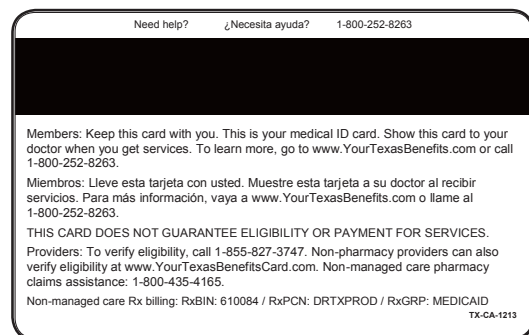 Need help? ¿Necesita ayuda? 1-800-252-8263
Members: Keep this card with you. This is your medical ID card. Show this card to your
doctor when you get services. To learn more, go to www.YourTexasBenefits.com or call
1-800-252-8263.
Miembros: Lleve esta tarjeta con usted. Muestre esta tarjeta a su doctor al recibir
servicios. Para más información, vaya a www.YourTexasBenefits.com o llame al
1-800-252-8263.
THIS CARD DOES NOT GUARANTEE ELIGIBILITY OR PAYMENT FOR SERVICES.
Providers: To verify eligibility, call 1-855-827-3747. Non-pharmacy providers can also
verify eligibility at www.YourTexasBenefitsCard.com. Non-managed care pharmacy
claims assistance: 1-800-435-4165.
Non-managed care Rx billing: RxBIN: 610084 / RxPCN: DRTXPROD / RxGRP: MEDICAID
TX-CA-1213